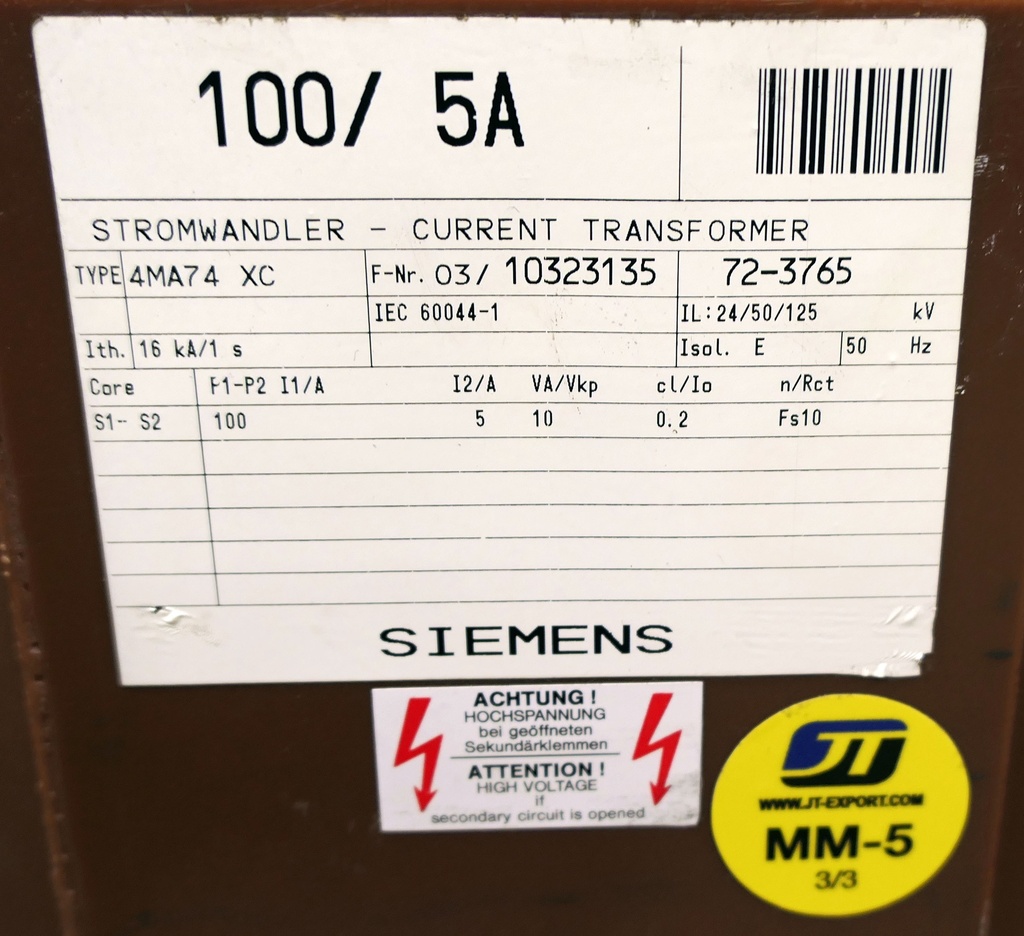 100/ 5A
STROMWANDLER - CURRENT TRANSFORMER
TYPE 4MA74 XC F-Nr. 03/ 10323135 72-3765
IEC 60044-1 IL:24/50/125 kV
Ith. 16 kA/1 s Isol. E 50 Hz
Core P1-P2 I1/A I2/A VA/Vkp cl/Io n/Rct
S1- S2 100 5 10 0.2 Fs10
SIEMENS
ACHTUNG !
HOCHSPANNUNG
bei geöffneten
Sekundärklemmen
ATTENTION !
HIGH VOLTAGE
if
secondary circuit is opened
JT
WWW.JT-EXPORT.COM
MM-5
3/3